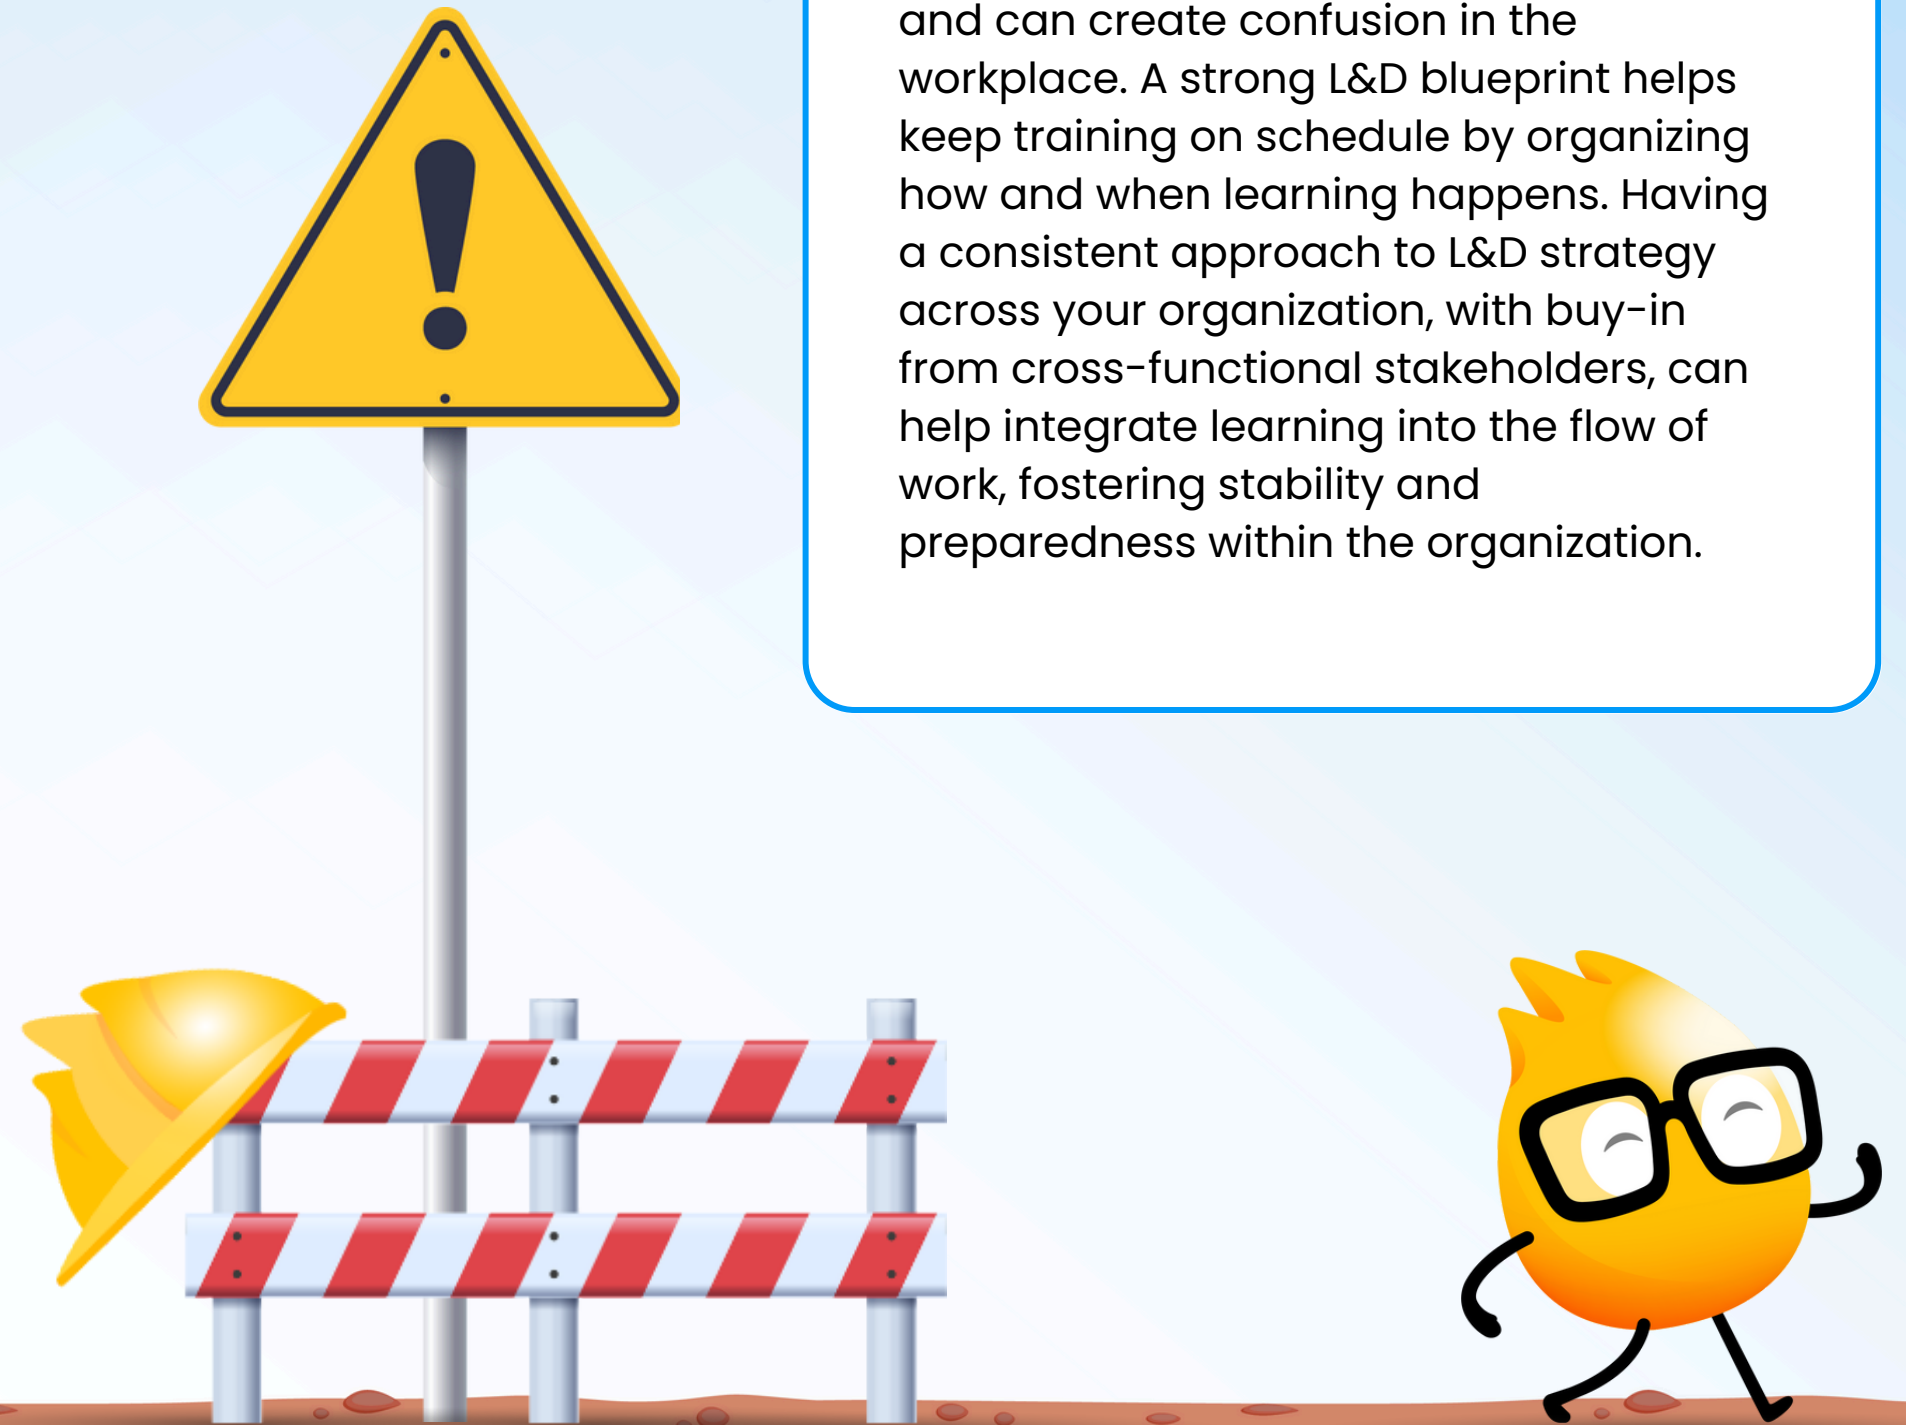 and can create confusion in the
workplace. A strong L&D blueprint helps
keep training on schedule by organizing
how and when learning happens. Having
a consistent approach to L&D strategy
across your organization, with buy-in
from cross-functional stakeholders, can
help integrate learning into the flow of
work, fostering stability and
preparedness within the organization.
!